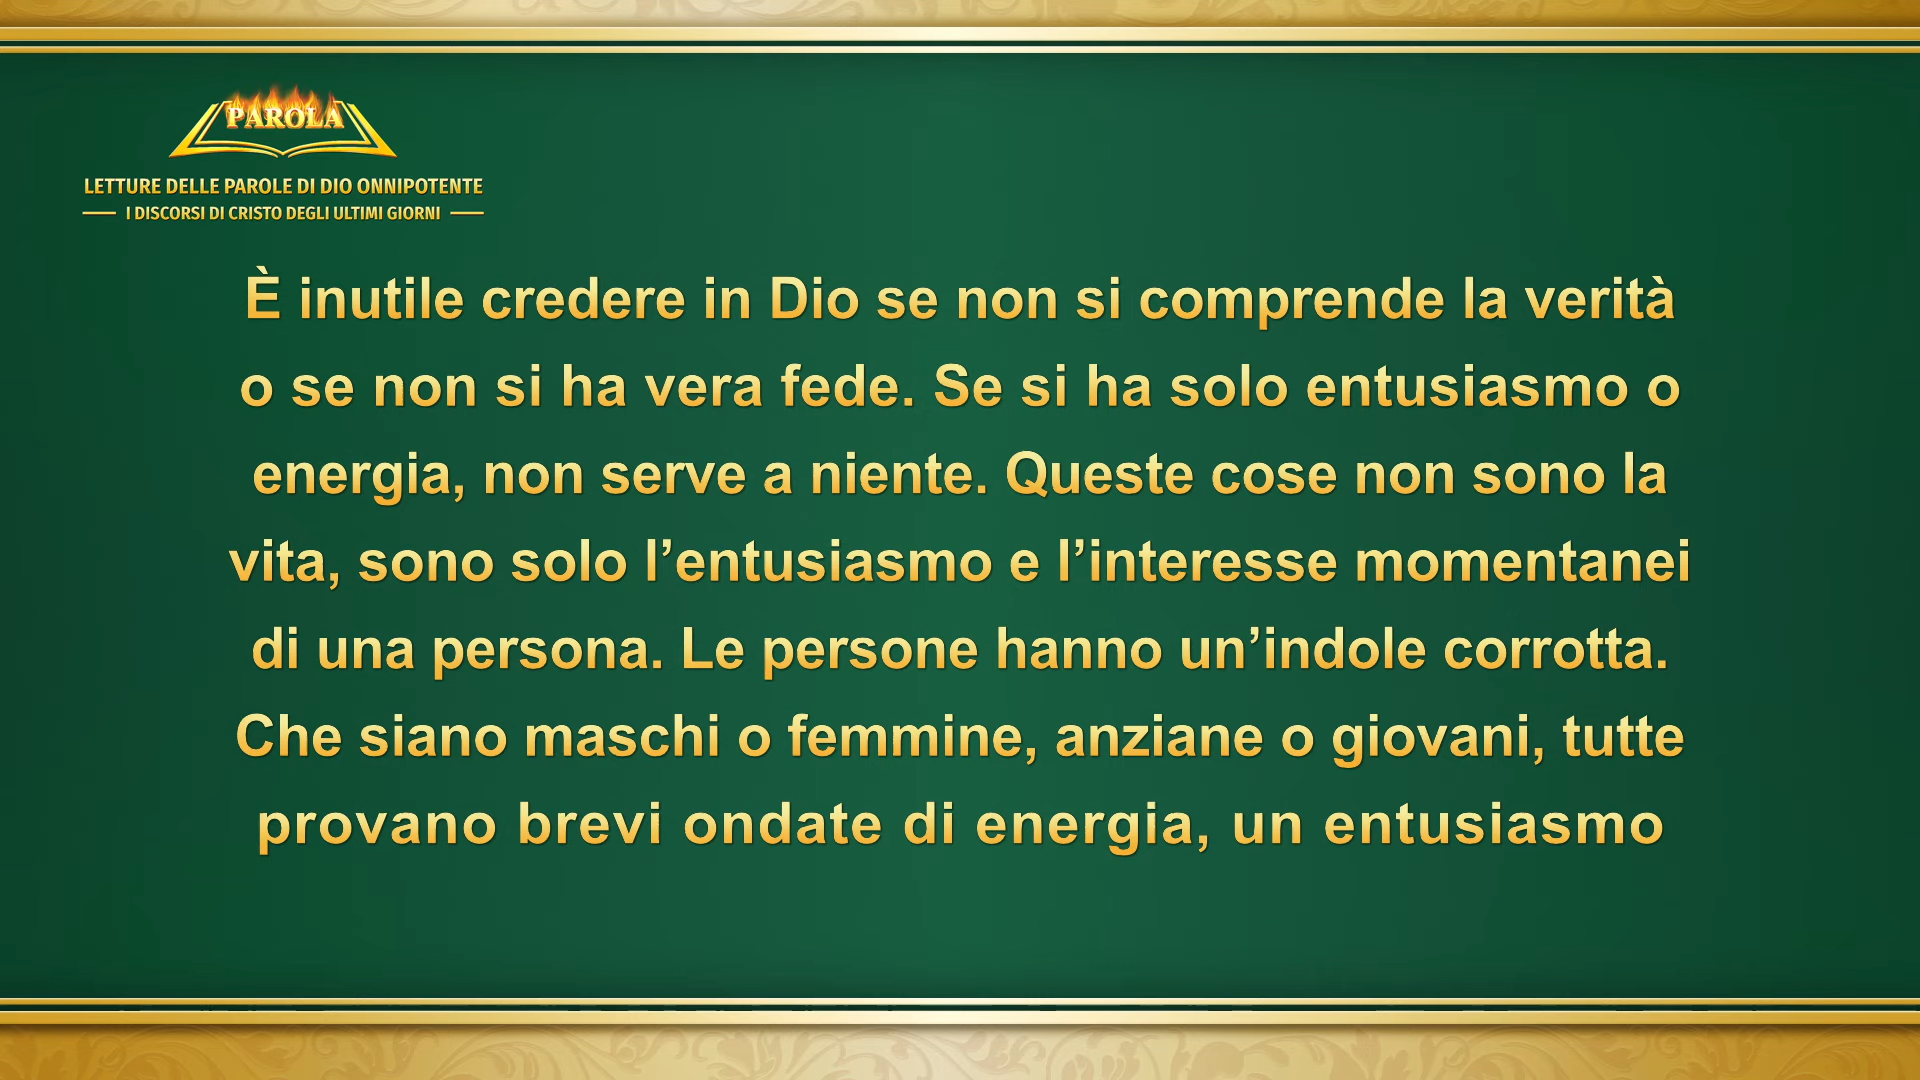 PAROLA
LETTURE DELLE PAROLE DI DIO ONNIPOTENTE
I DISCORSI DI CRISTO DEGLI ULTIMI GIORNI
È inutile credere in Dio se non si comprende la verità
o se non si ha vera fede. Se si ha solo entusiasmo o
energia, non serve a niente. Queste cose non sono la
vita, sono solo l’entusiasmo e l’interesse momentanei
di una persona. Le persone hanno un’indole corrotta.
Che siano maschi o femmine, anziane o giovani, tutte
provano brevi ondate di energia, un entusiasmo